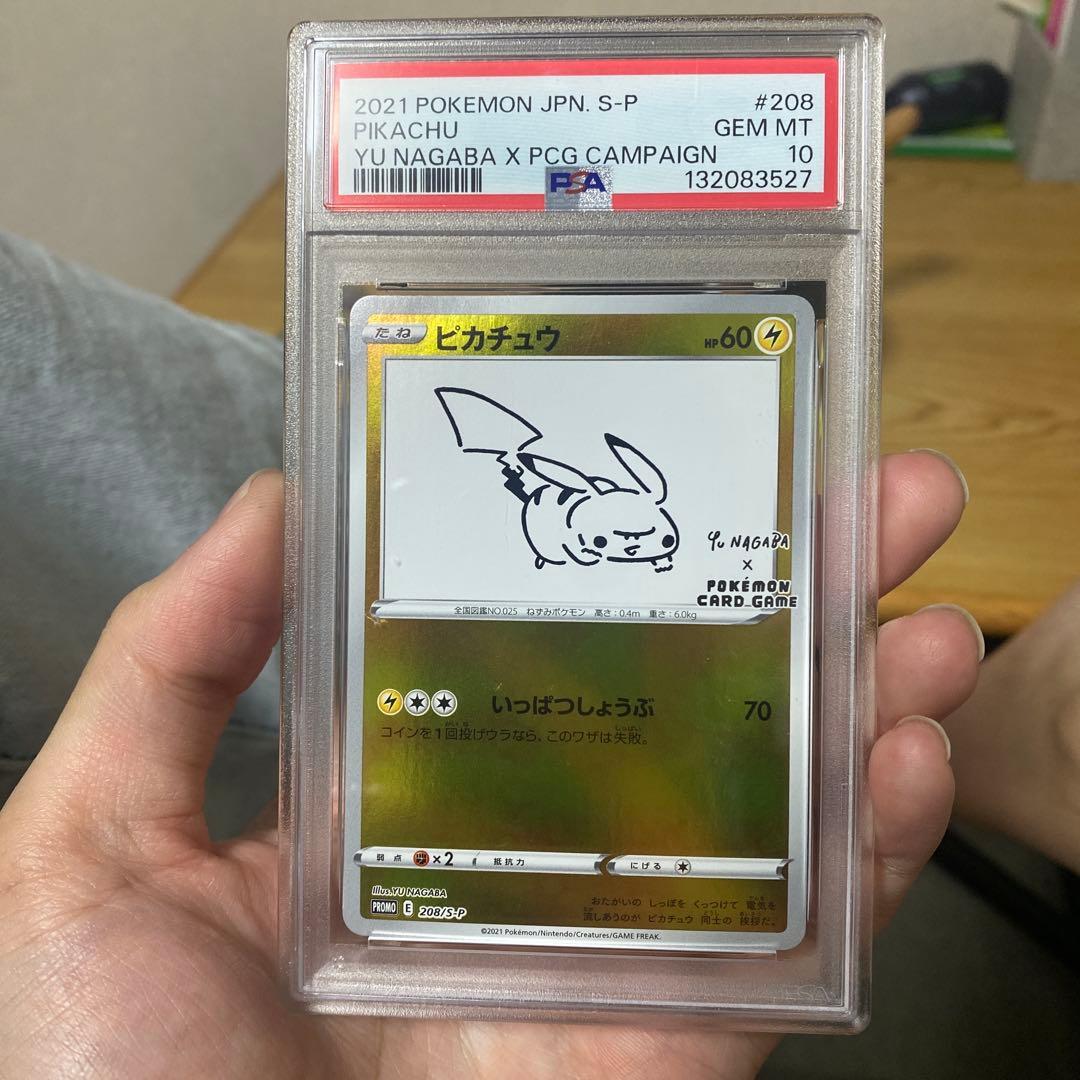 2021 POKEMON JPN. S-P #208
PIKACHU GEM MT
YU NAGABA X PCG CAMPAIGN 10
PSA 132083527
たね ピカチュウ HP60
YU NAGABA
×
POKÉMON
CARD GAME
全国図鑑NO.025 ねずみポケモン 高さ：0.4m 重さ：6.0kg
いっぱつしょうぶ 70
コインを1回投げウラなら、このワザは失敗。
弱点 ×2 抵抗力 にげる
Illus. YU NAGABA
PROMO E 208/S-P
おたがいの しっぽを くっつけて 電気を
流しあうのが ピカチュウ 同士の 挨拶だ。
©2021 Pokémon/Nintendo/Creatures/GAME FREAK.